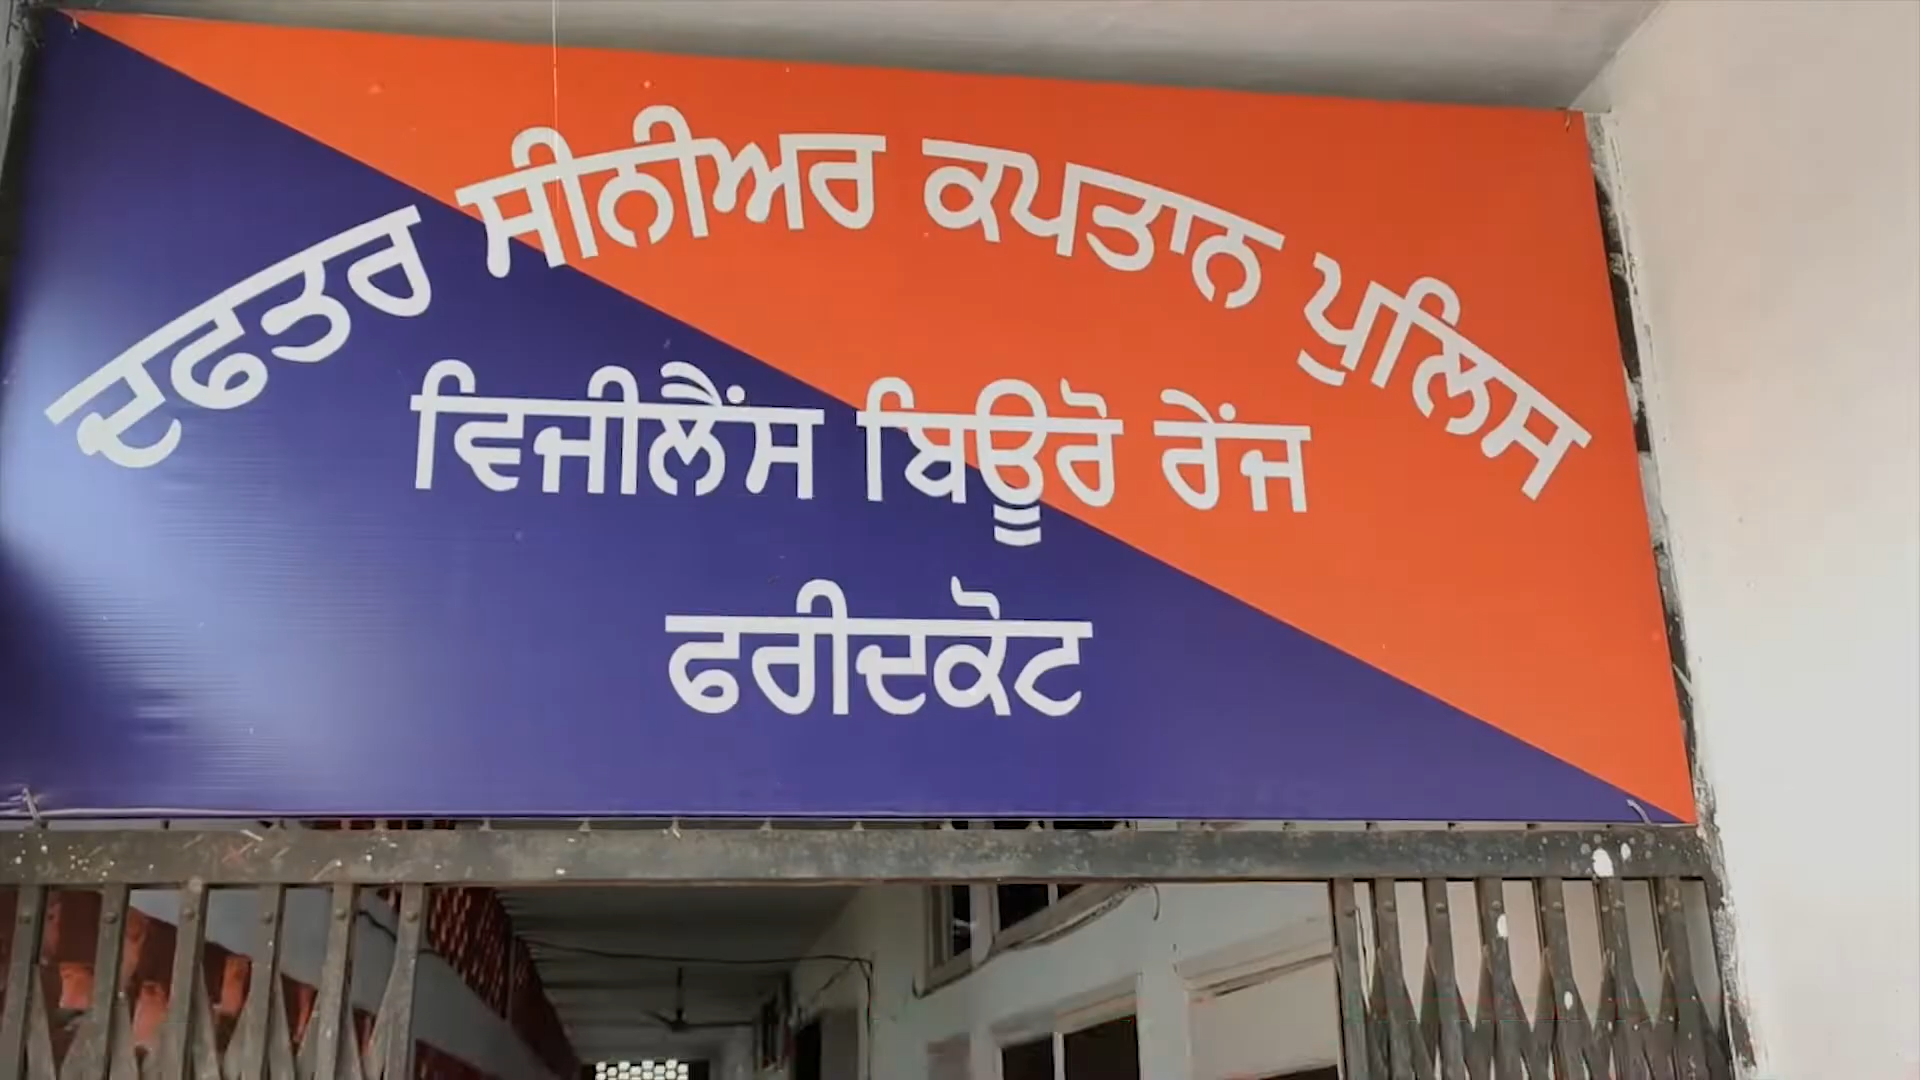 ਦਫਤਰ ਸੀਨੀਅਰ ਕਪਤਾਨ ਪੁਲਿਸ
ਵਿਜੀਲੈਂਸ ਬਿਊਰੋ ਰੇਂਜ
ਫਰੀਦਕੋਟ